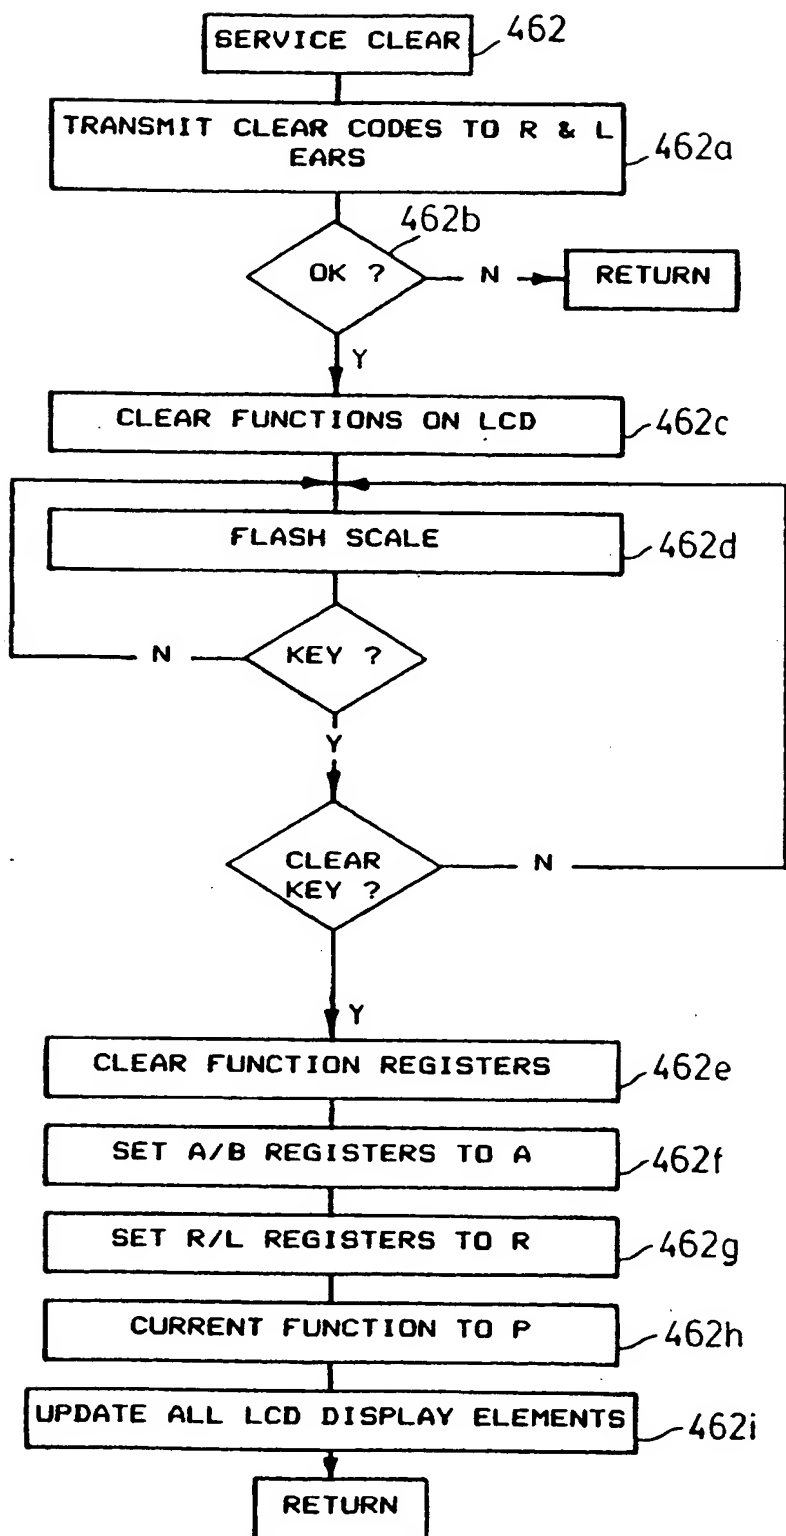 SERVICE CLEAR
462
TRANSMIT CLEAR CODES TO R & L
EARS
462a
462b
OK ?
N
RETURN
Y
CLEAR FUNCTIONS ON LCD
462c
FLASH SCALE
462d
KEY ?
N
Y
CLEAR
KEY ?
N
Y
CLEAR FUNCTION REGISTERS
462e
SET A/B REGISTERS TO A
462f
SET R/L REGISTERS TO R
462g
CURRENT FUNCTION TO P
462h
UPDATE ALL LCD DISPLAY ELEMENTS
462i
RETURN